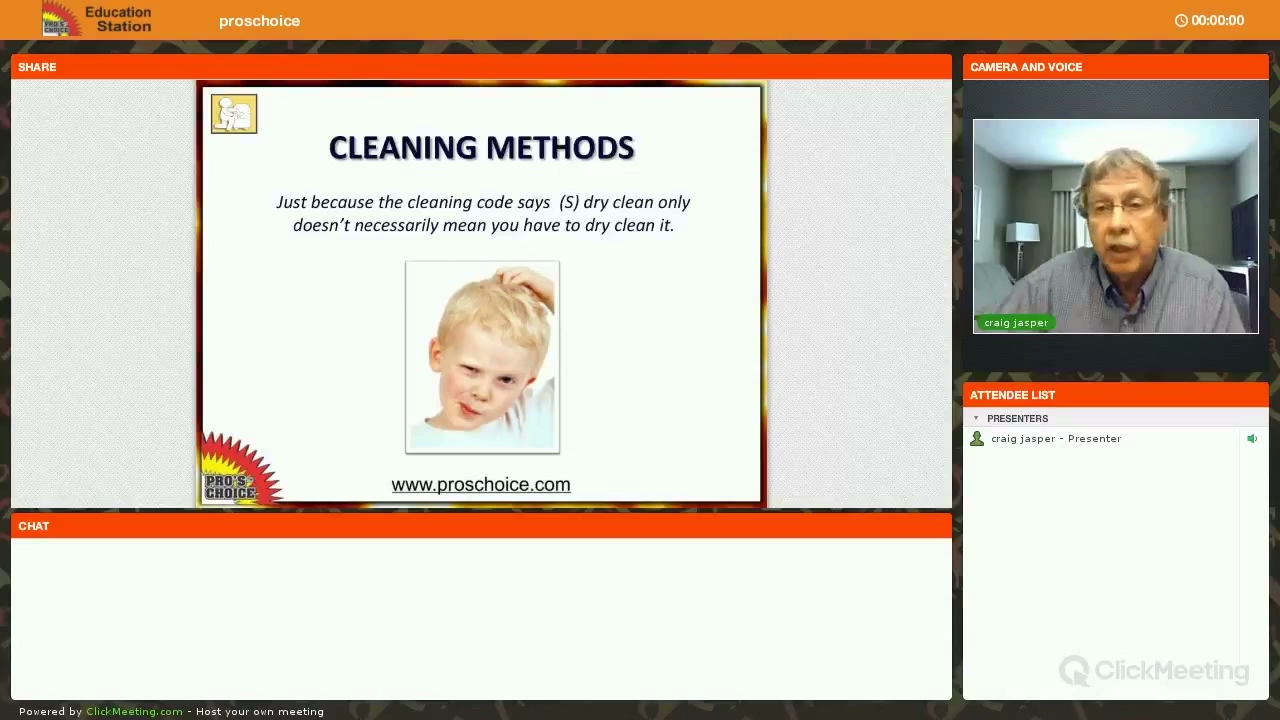 PRO'S
CHOICE
Education
Station
proschoice
00:00:00
SHARE
CLEANING METHODS
Just because the cleaning code says  (S) dry clean only
doesn't necessarily mean you have to dry clean it.
PRO'S
CHOICE
www.proschoice.com
CAMERA AND VOICE
craig jasper
ATTENDEE LIST
PRESENTERS
craig jasper - Presenter
CHAT
ClickMeeting
Powered by ClickMeeting.com - Host your own meeting